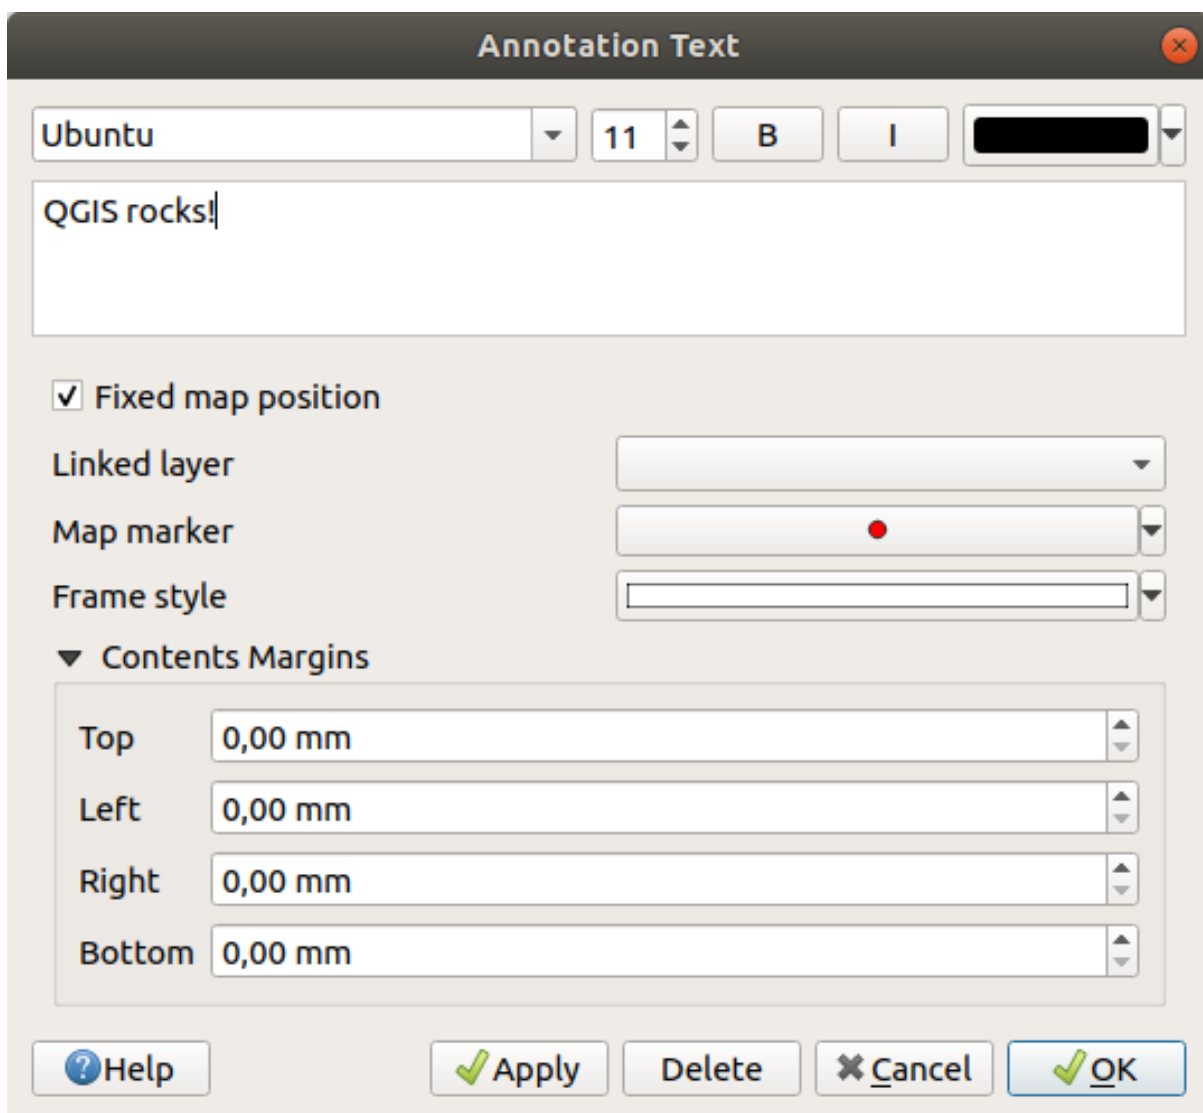 Annotation Text
Ubuntu 11 B I
QGIS rocks!
Fixed map position
Linked layer
Map marker
Frame style
Contents Margins
Top 0,00 mm
Left 0,00 mm
Right 0,00 mm
Bottom 0,00 mm
Help Apply Delete Cancel OK